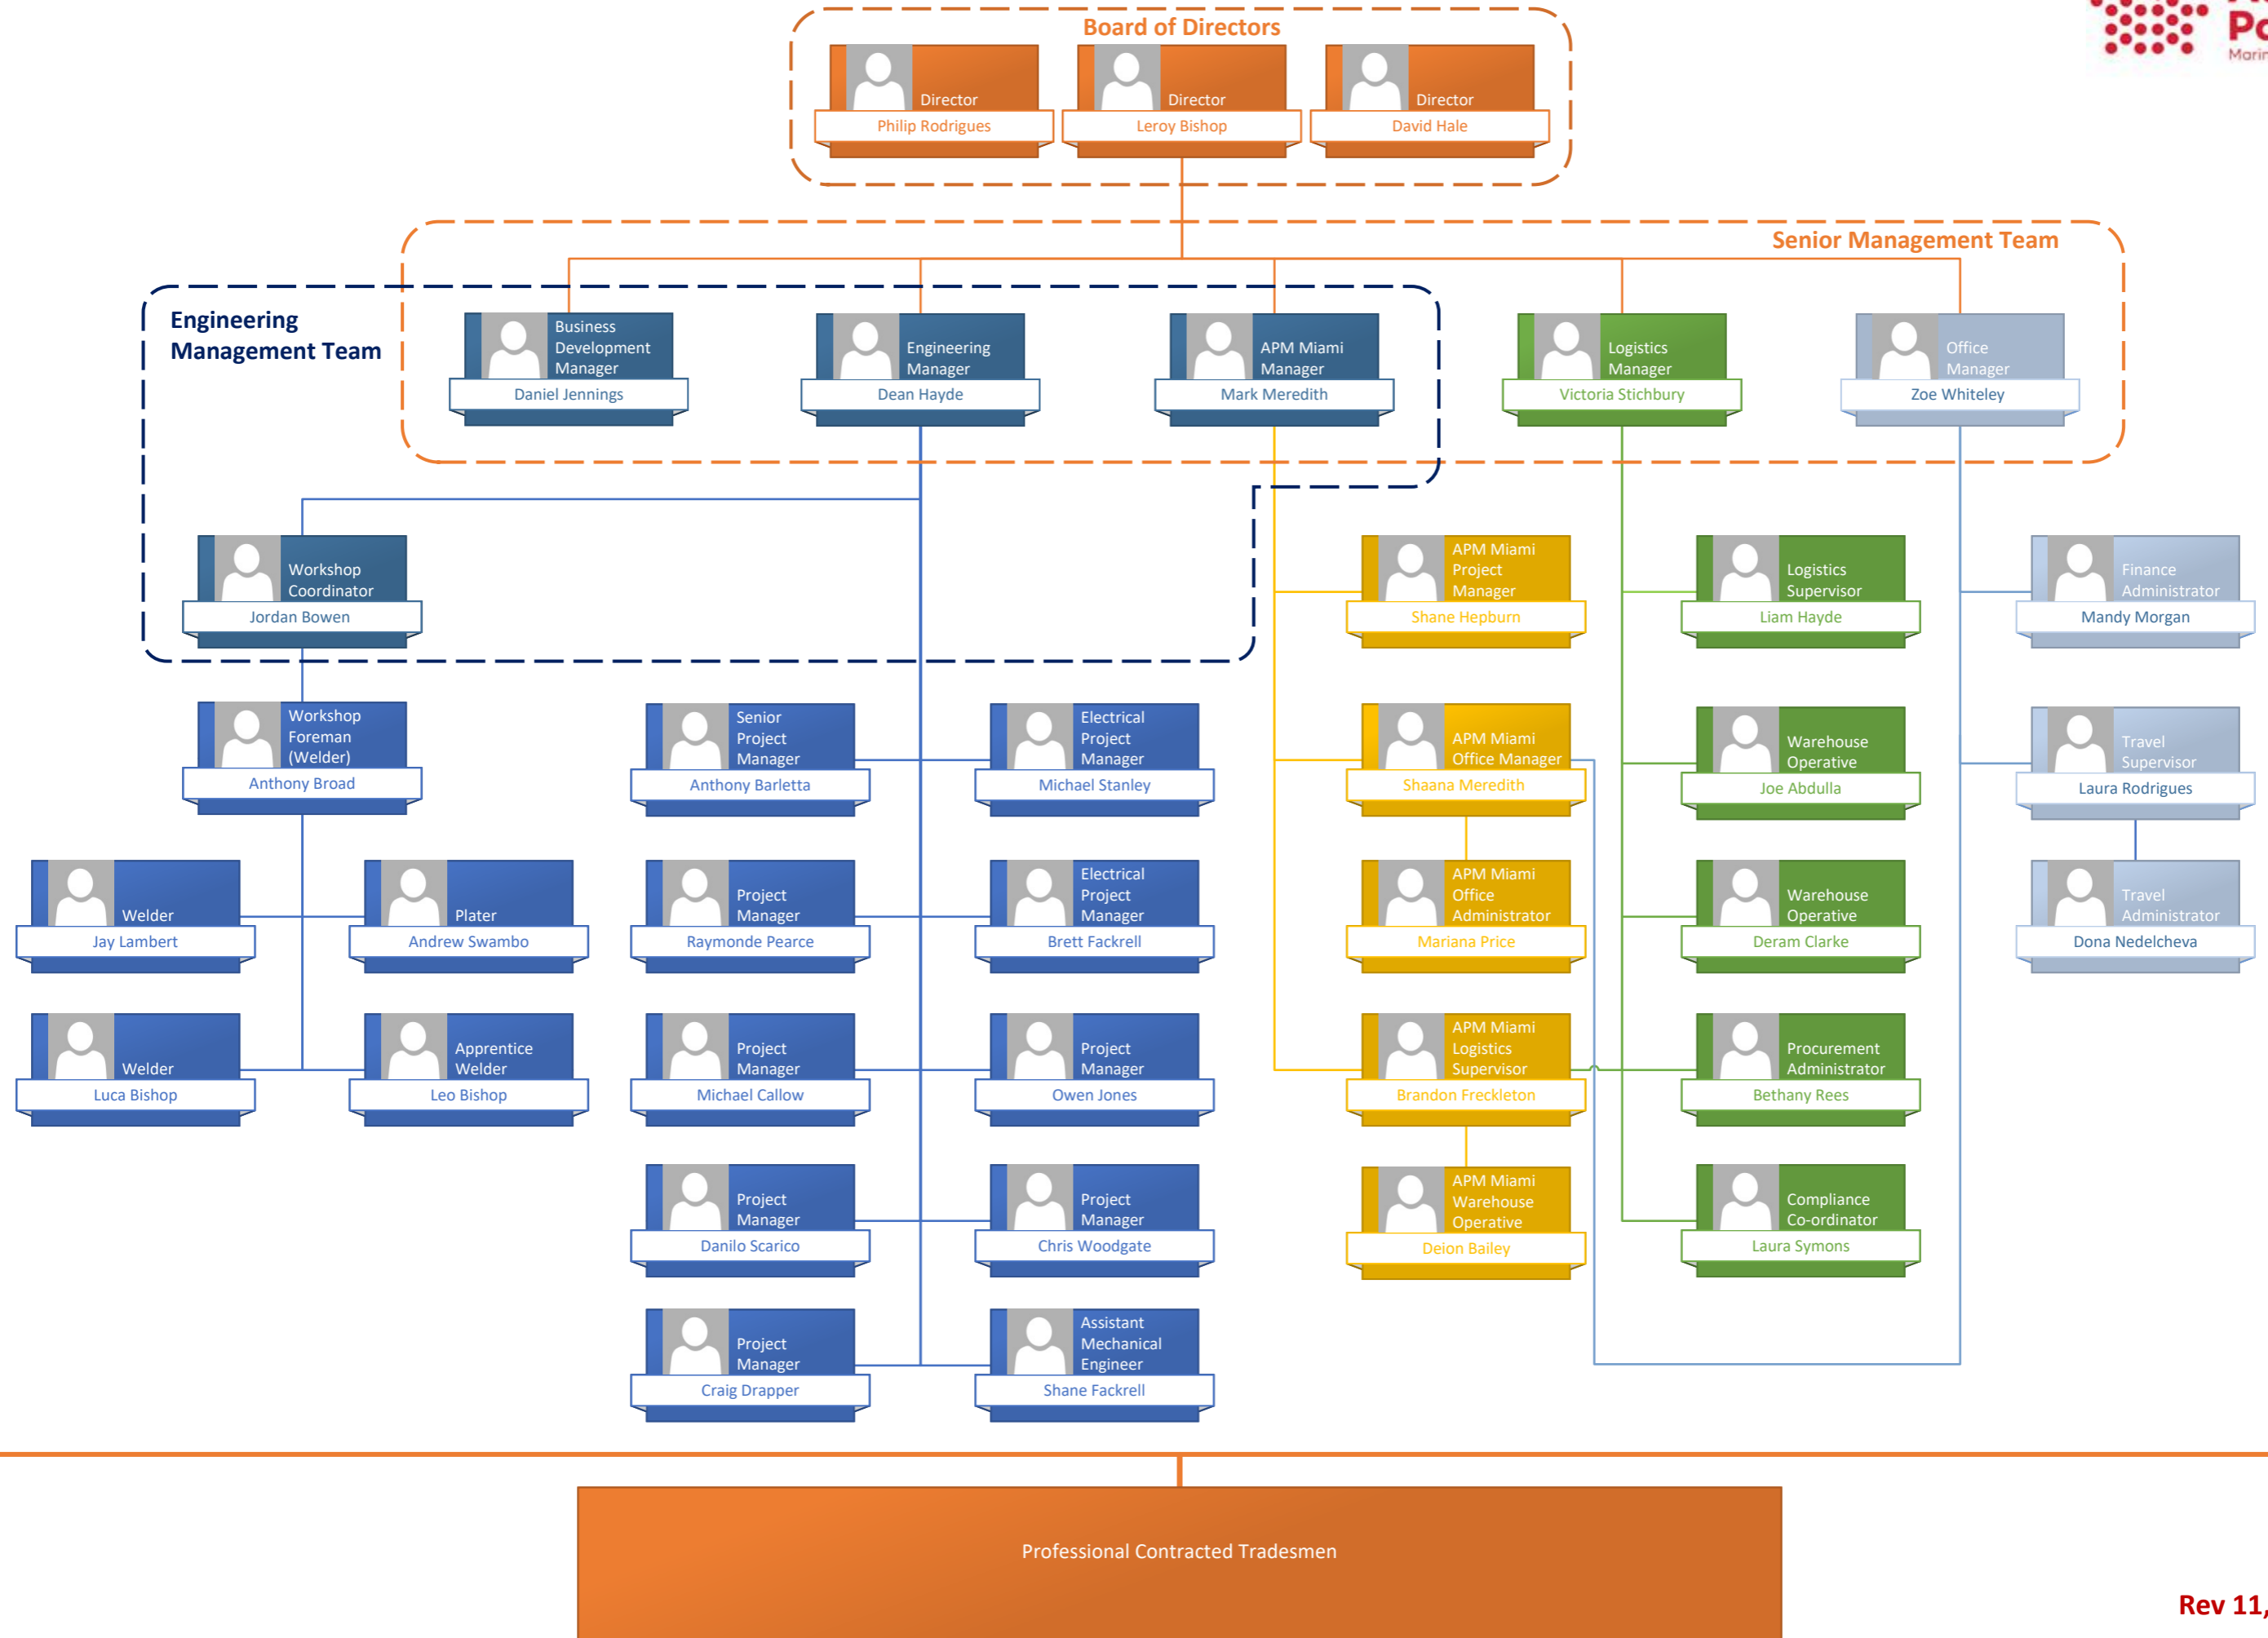 Board of Directors
Director
Philip Rodrigues
Director
Leroy Bishop
Director
David Hale
Marin
Senior Management Team
Engineering
Management Team
Business
Development
Manager
Daniel Jennings
Engineering
Manager
Dean Hayde
APM Miami
Manager
Mark Meredith
Logistics
Manager
Victoria Stichbury
Office
Manager
Zoe Whiteley
Workshop
Coordinator
Jordan Bowen
APM Miami
Project
Manager
Shane Hepburn
Logistics
Supervisor
Liam Hayde
Finance
Administrator
Mandy Morgan
Workshop
Foreman
(Welder)
Anthony Broad
Senior
Project
Manager
Anthony Barletta
Electrical
Project
Manager
Michael Stanley
APM Miami
Office Manager
Shaana Meredith
Warehouse
Operative
Joe Abdulla
Travel
Supervisor
Laura Rodrigues
Welder
Jay Lambert
Plater
Andrew Swambo
Project
Manager
Raymonde Pearce
Electrical
Project
Manager
Brett Fackrell
APM Miami
Office
Administrator
Mariana Price
Warehouse
Operative
Deram Clarke
Travel
Administrator
Dona Nedelcheva
Welder
Luca Bishop
Apprentice
Welder
Leo Bishop
Project
Manager
Michael Callow
Project
Manager
Owen Jones
APM Miami
Logistics
Supervisor
Brandon Freckleton
Procurement
Administrator
Bethany Rees
Project
Manager
Danilo Scarico
Project
Manager
Chris Woodgate
APM Miami
Warehouse
Operative
Deion Bailey
Compliance
Co-ordinator
Laura Symons
Project
Manager
Craig Drapper
Assistant
Mechanical
Engineer
Shane Fackrell
Professional Contracted Tradesmen
Rev 11,